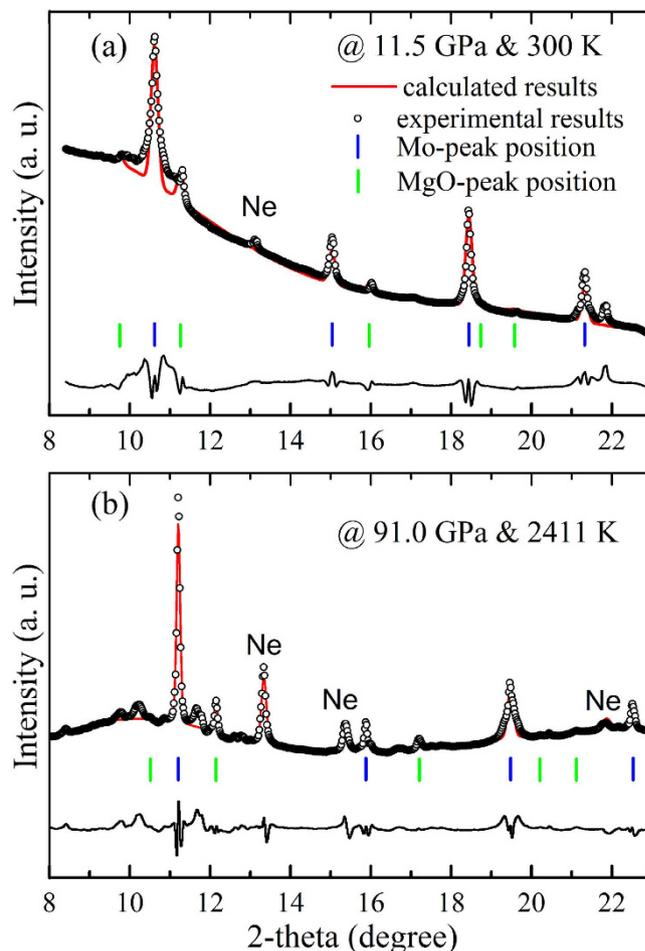 (a)
@ 11.5 GPa & 300 K
calculated results
experimental results
Mo-peak position
MgO-peak position
Ne
Intensity (a. u.)
8 10 12 14 16 18 20 22
(b)
@ 91.0 GPa & 2411 K
Ne
Ne
Ne
Intensity (a. u.)
8 10 12 14 16 18 20 22
2-theta (degree)